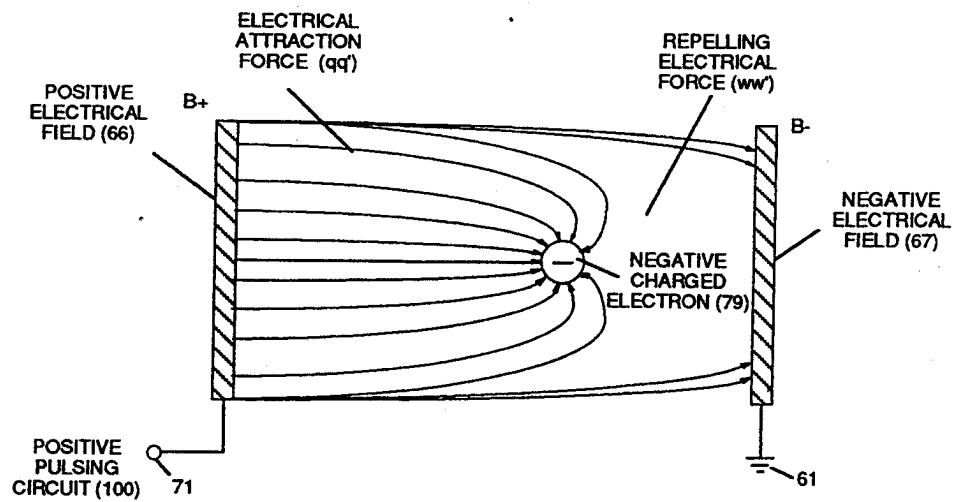 ELECTRICAL
ATTRACTION
FORCE (qq')
REPELLING
ELECTRICAL
FORCE (ww')
POSITIVE
ELECTRICAL
FIELD (66)
B+
B-
NEGATIVE
ELECTRICAL
FIELD (67)
NEGATIVE
CHARGED
ELECTRON (79)
POSITIVE
PULSING
CIRCUIT (100)
71
61